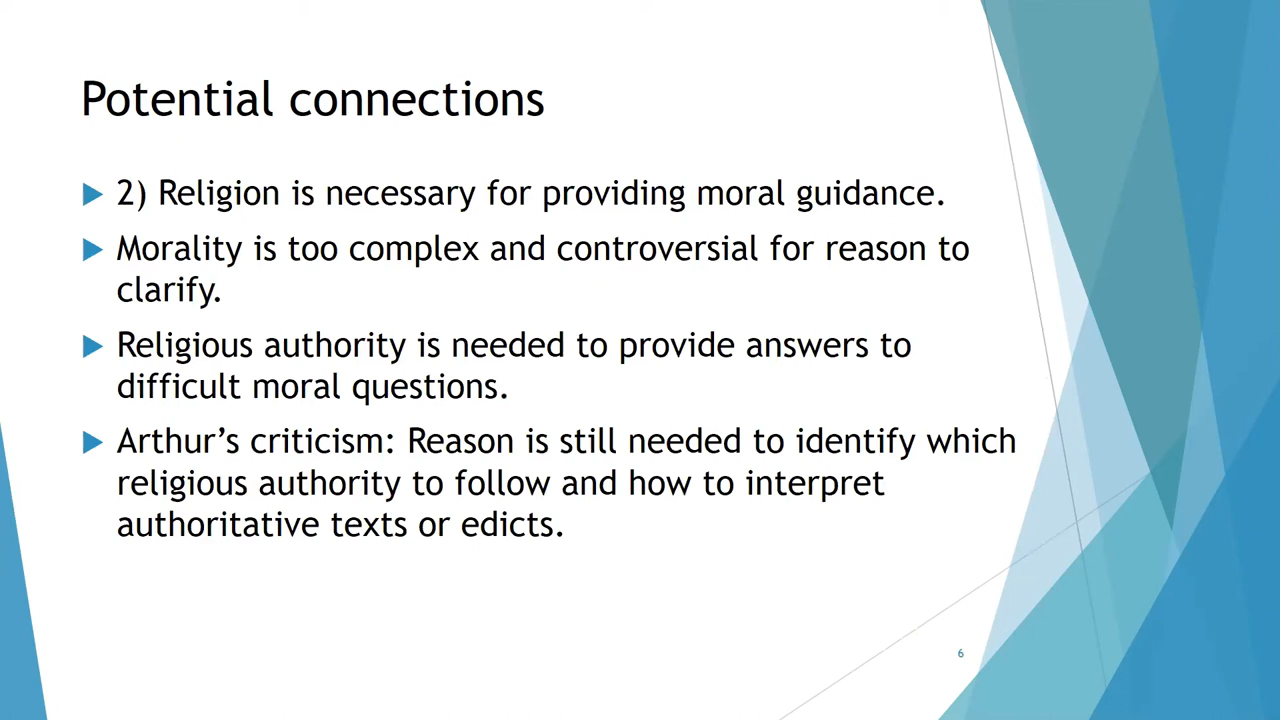 Potential connections
2) Religion is necessary for providing moral guidance.
Morality is too complex and controversial for reason to
clarify.
Religious authority is needed to provide answers to
difficult moral questions.
Arthur’s criticism: Reason is still needed to identify which
religious authority to follow and how to interpret
authoritative texts or edicts.
6